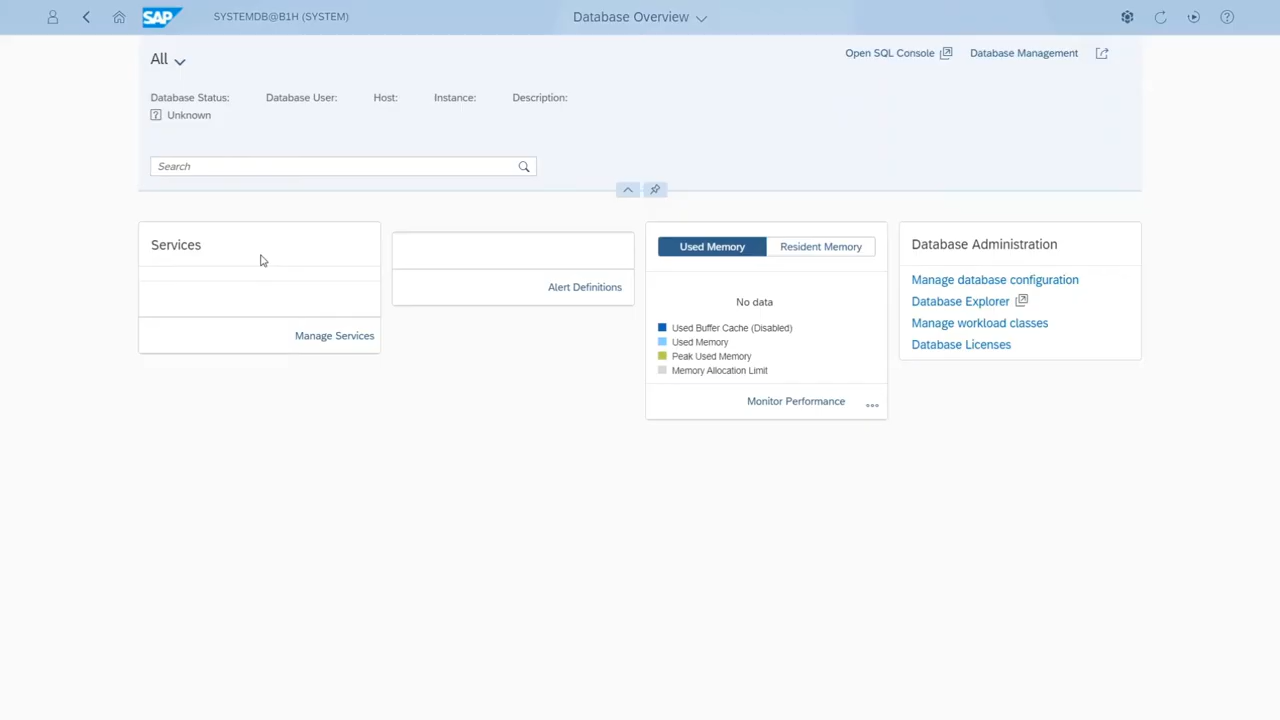 SAP SYSTEMDB@B1H (SYSTEM) Database Overview
All
Open SQL Console Database Management
Database Status: Database User: Host: Instance: Description:
Unknown
Search
Services
Manage Services
Alert Definitions
Used Memory Resident Memory
No data
Used Buffer Cache (Disabled)
Used Memory
Peak Used Memory
Memory Allocation Limit
Monitor Performance
Database Administration
Manage database configuration
Database Explorer
Manage workload classes
Database Licenses